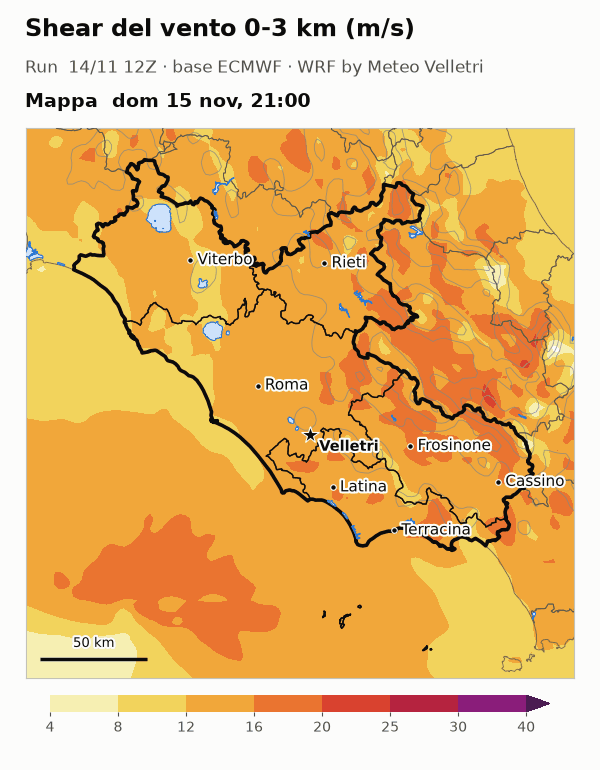 Shear del vento 0-3 km (m/s)
Run  14/11 12Z · base ECMWF · WRF by Meteo Velletri
Mappa  dom 15 nov, 21:00
Viterbo
Rieti
Roma
Velletri
Frosinone
Cassino
Latina
Terracina
50 km
4 8 12 16 20 25 30 40